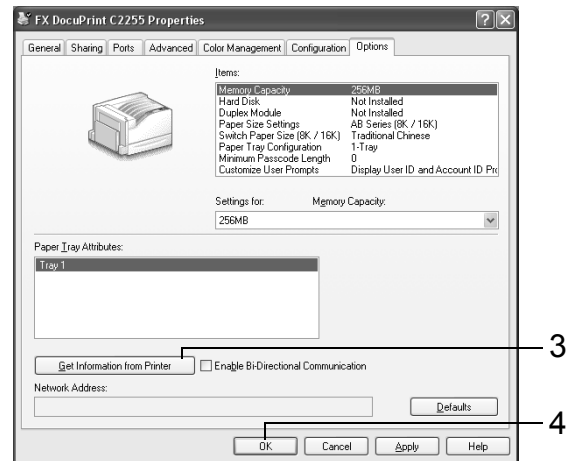 FX DocuPrint C2255 Properties
General Sharing Ports Advanced Color Management Configuration Options
Items:
Memory Capacity 256MB
Hard Disk Not Installed
Duplex Module Not Installed
Paper Size Settings AB Series (8K / 16K)
Switch Paper Size (8K / 16K) Traditional Chinese
Paper Tray Configuration 1-Tray
Minimum Passcode Length 0
Customize User Prompts Display User ID and Account ID Pr
Settings for: Memory Capacity:
256MB
Paper Tray Attributes:
Tray 1
3
Get Information from Printer Enable Bi-Directional Communication
Network Address:
Defaults
4
OK Cancel Apply Help